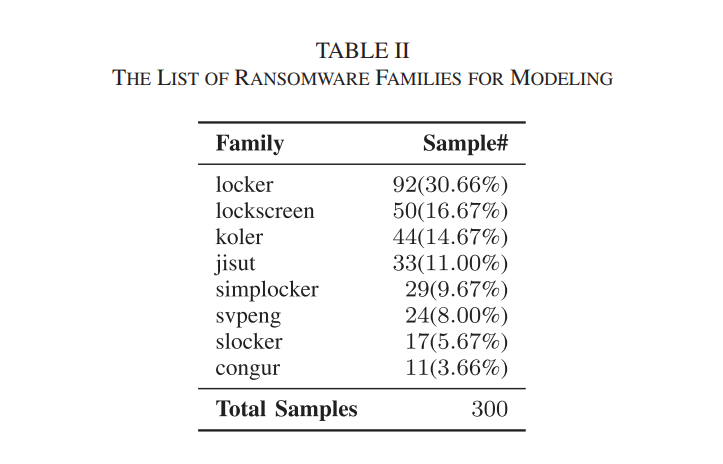 TABLE II
THE LIST OF RANSOMWARE FAMILIES FOR MODELING
Family Sample#
locker 92(30.66%)
lockscreen 50(16.67%)
koler 44(14.67%)
jisut 33(11.00%)
simplocker 29(9.67%)
svpeng 24(8.00%)
slocker 17(5.67%)
congur 11(3.66%)
Total Samples 300